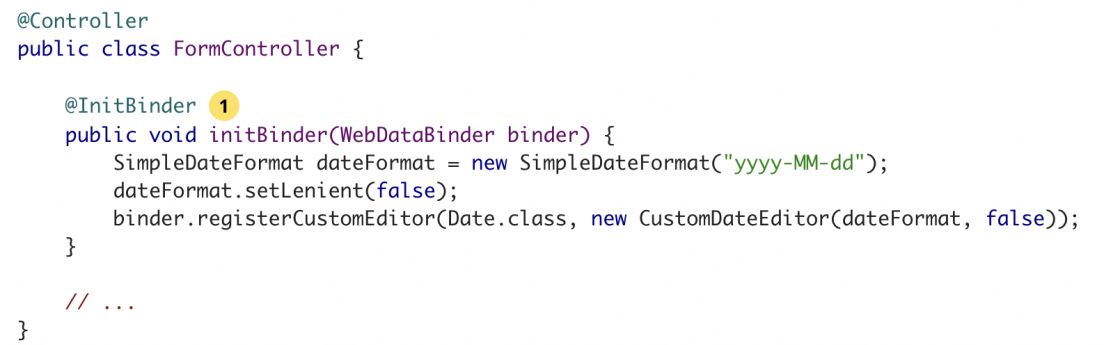 @Controller
public class FormController {
@InitBinder 1
public void initBinder(WebDataBinder binder) {
SimpleDateFormat dateFormat = new SimpleDateFormat("yyyy-MM-dd");
dateFormat.setLenient(false);
binder.registerCustomEditor(Date.class, new CustomDateEditor(dateFormat, false));
}
// ...
}